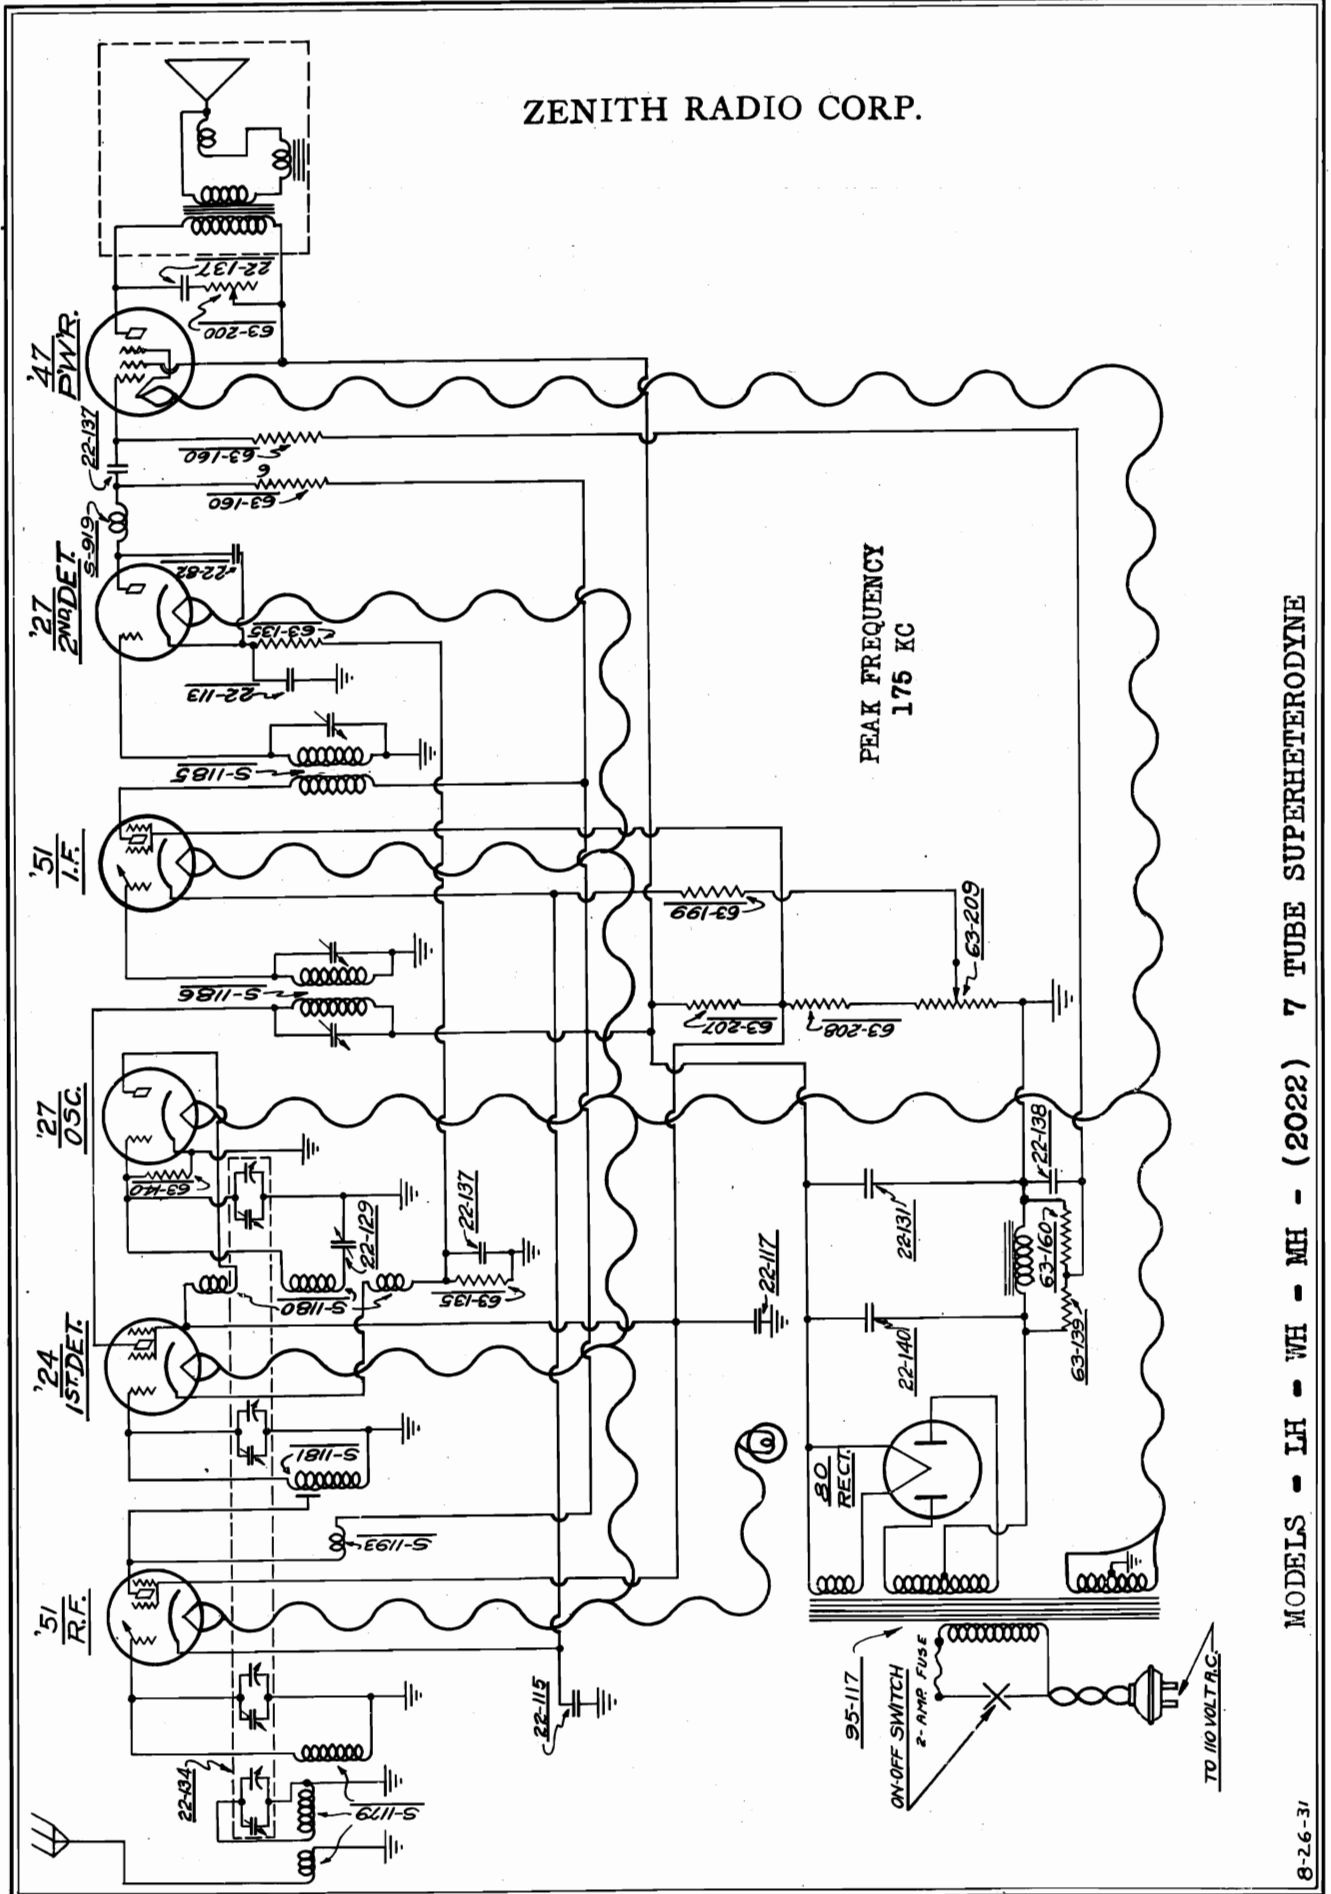 ZENITH RADIO CORP.
'47
P'W'R.
22-137
63-200
22-137
63-160
6
63-160
S-919
'27
2ND. DET.
22-82
63-135
22-113
S-1185
'51
I.F.
PEAK FREQUENCY
175 KC
63-199
63-209
S-1186
63-207
63-208
'27
OSC.
63-140
22-129
22-137
S-1180
63-135
22-117
22-131
22-138
63-160
63-139
22-140
'24
1ST. DET.
S-1181
S-1193
80
RECT.
'51
R.F.
22-134
S-1179
22-115
95-117
ON-OFF SWITCH
2-AMP. FUSE
TO 110 VOLT A.C.
MODELS - LH - WH - MH - (2022) 7 TUBE SUPERHETERODYNE
8-26-31